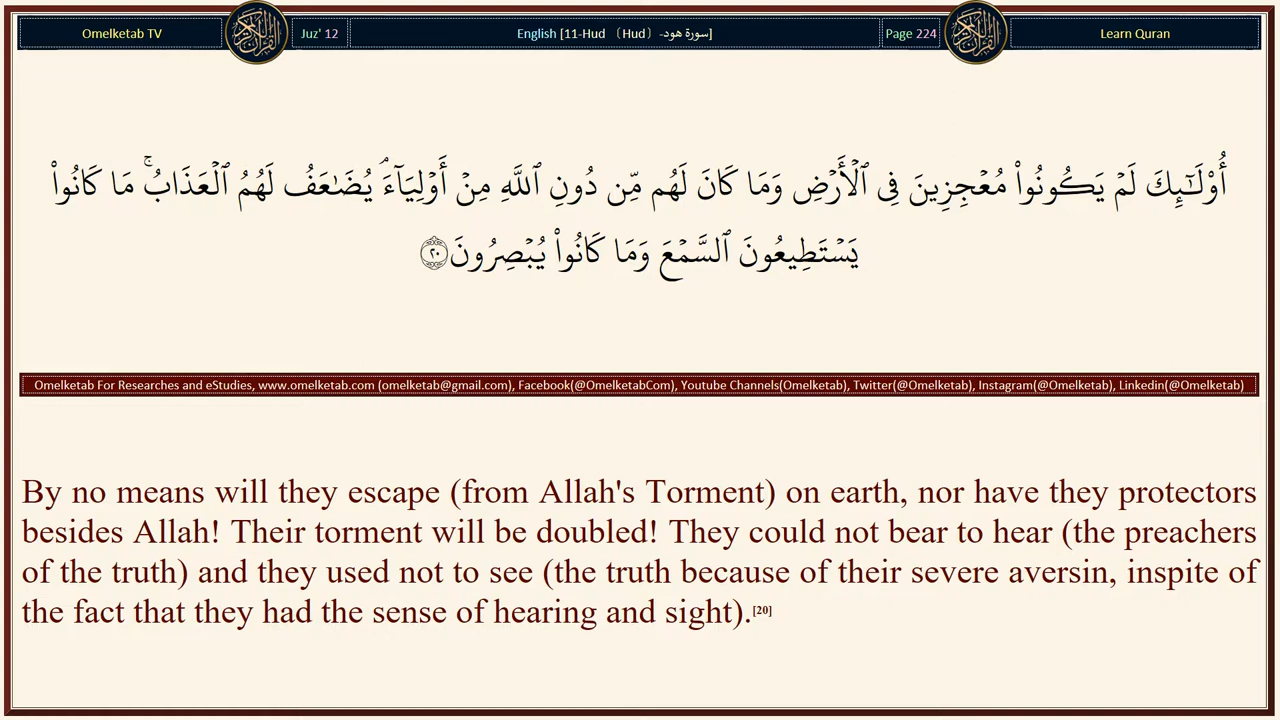 Omelketab TV
Juz' 12
English [11-Hud （Hud）-سورة هود]
Page 224
Learn Quran
أُوْلَٰٓئِكَ لَمۡ يَكُونُواْ مُعۡجِزِينَ فِي ٱلۡأَرۡضِ وَمَا كَانَ لَهُم مِّن دُونِ ٱللَّهِ مِنۡ أَوۡلِيَآءَۘ يُضَٰعَفُ لَهُمُ ٱلۡعَذَابُۚ مَا كَانُواْ
يَسۡتَطِيعُونَ ٱلسَّمۡعَ وَمَا كَانُواْ يُبۡصِرُونَ ٢٠
Omelketab For Researches and eStudies, www.omelketab.com (omelketab@gmail.com), Facebook(@OmelketabCom), Youtube Channels(Omelketab), Twitter(@Omelketab), Instagram(@Omelketab), Linkedin(@Omelketab)
By no means will they escape (from Allah's Torment) on earth, nor have they protectors
besides Allah! Their torment will be doubled! They could not bear to hear (the preachers
of the truth) and they used not to see (the truth because of their severe aversin, inspite of
the fact that they had the sense of hearing and sight).[20]